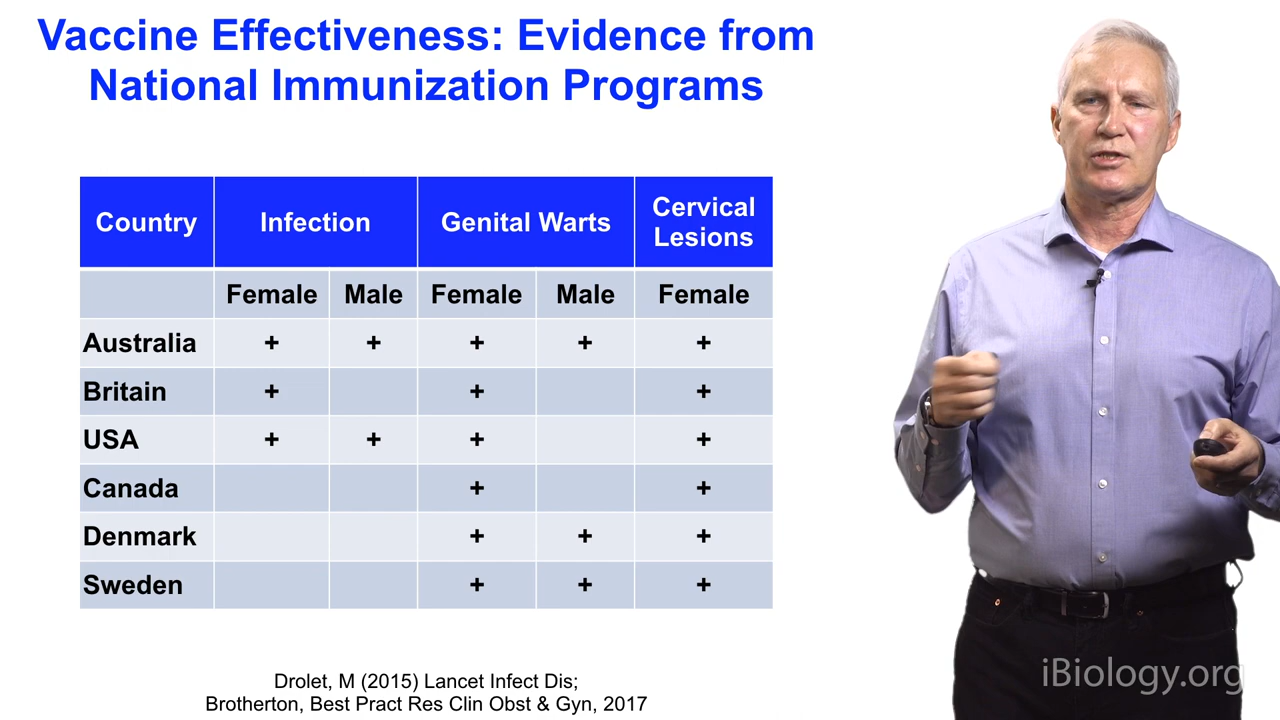 Vaccine Effectiveness: Evidence from
National Immunization Programs
Country Infection Genital Warts Cervical
Lesions
Female Male Female Male Female
Australia + + + + +
Britain + + +
USA + + + +
Canada + +
Denmark + + +
Sweden + + +
Drolet, M (2015) Lancet Infect Dis;
Brotherton, Best Pract Res Clin Obst & Gyn, 2017
iBiology.org